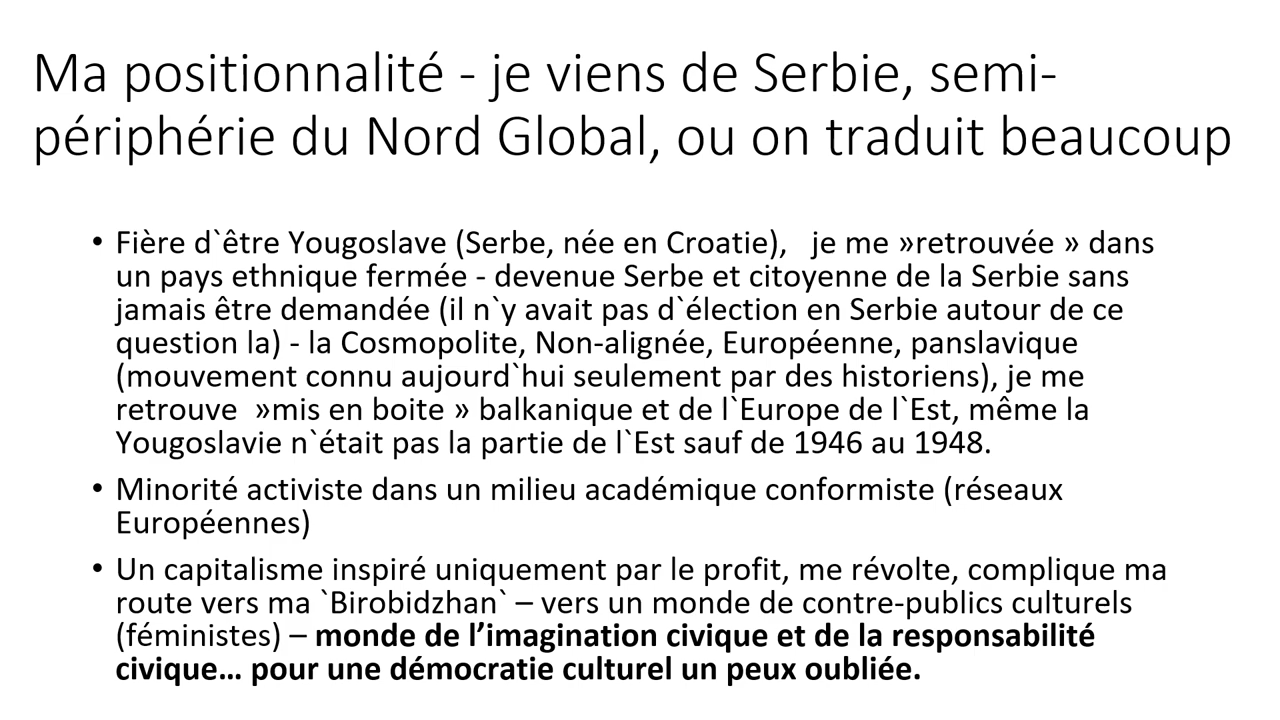 Ma positionnalité - je viens de Serbie, semi-
périphérie du Nord Global, ou on traduit beaucoup
• Fière d`être Yougoslave (Serbe, née en Croatie),   je me »retrouvée » dans
un pays ethnique fermée - devenue Serbe et citoyenne de la Serbie sans
jamais être demandée (il n`y avait pas d`élection en Serbie autour de ce
question la) - la Cosmopolite, Non-alignée, Européenne, panslavique
(mouvement connu aujourd`hui seulement par des historiens), je me
retrouve  »mis en boite » balkanique et de l`Europe de l`Est, même la
Yougoslavie n`était pas la partie de l`Est sauf de 1946 au 1948.
• Minorité activiste dans un milieu académique conformiste (réseaux
Européennes)
• Un capitalisme inspiré uniquement par le profit, me révolte, complique ma
route vers ma `Birobidzhan` – vers un monde de contre-publics culturels
(féministes) – monde de l’imagination civique et de la responsabilité
civique… pour une démocratie culturel un peux oubliée.